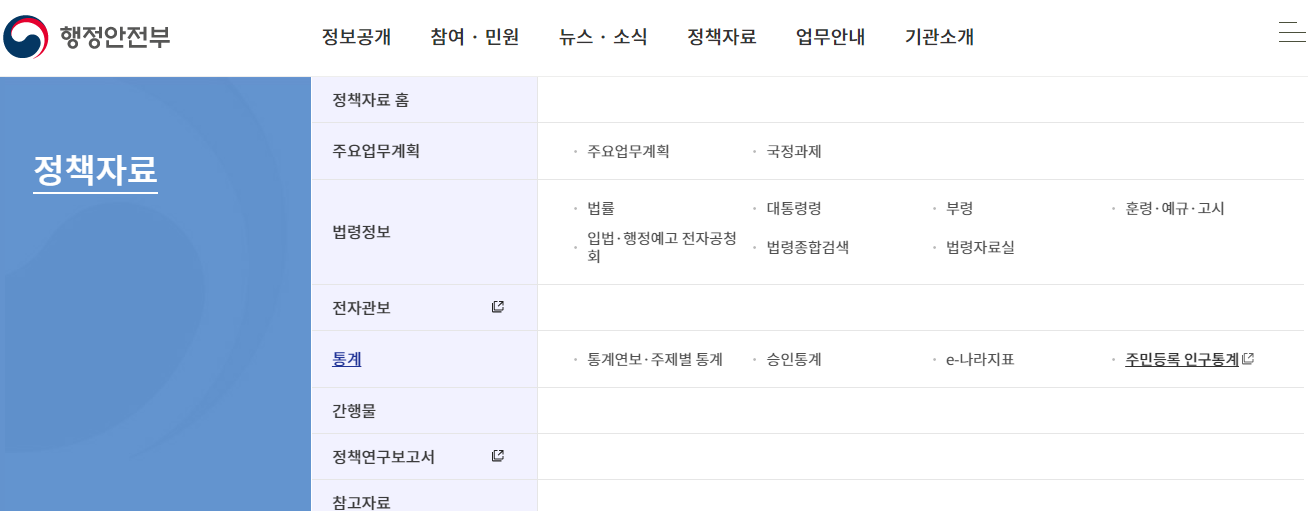 행정안전부
정보공개 참여 · 민원 뉴스 · 소식 정책자료 업무안내 기관소개
정책자료
정책자료 홈
주요업무계획
주요업무계획 국정과제
법령정보
법률 대통령령 부령 훈령·예규·고시
입법·행정예고 전자공청
회
법령종합검색 법령자료실
전자관보
통계
통계연보·주제별 통계 승인통계 e-나라지표 주민등록 인구통계
간행물
정책연구보고서
참고자료